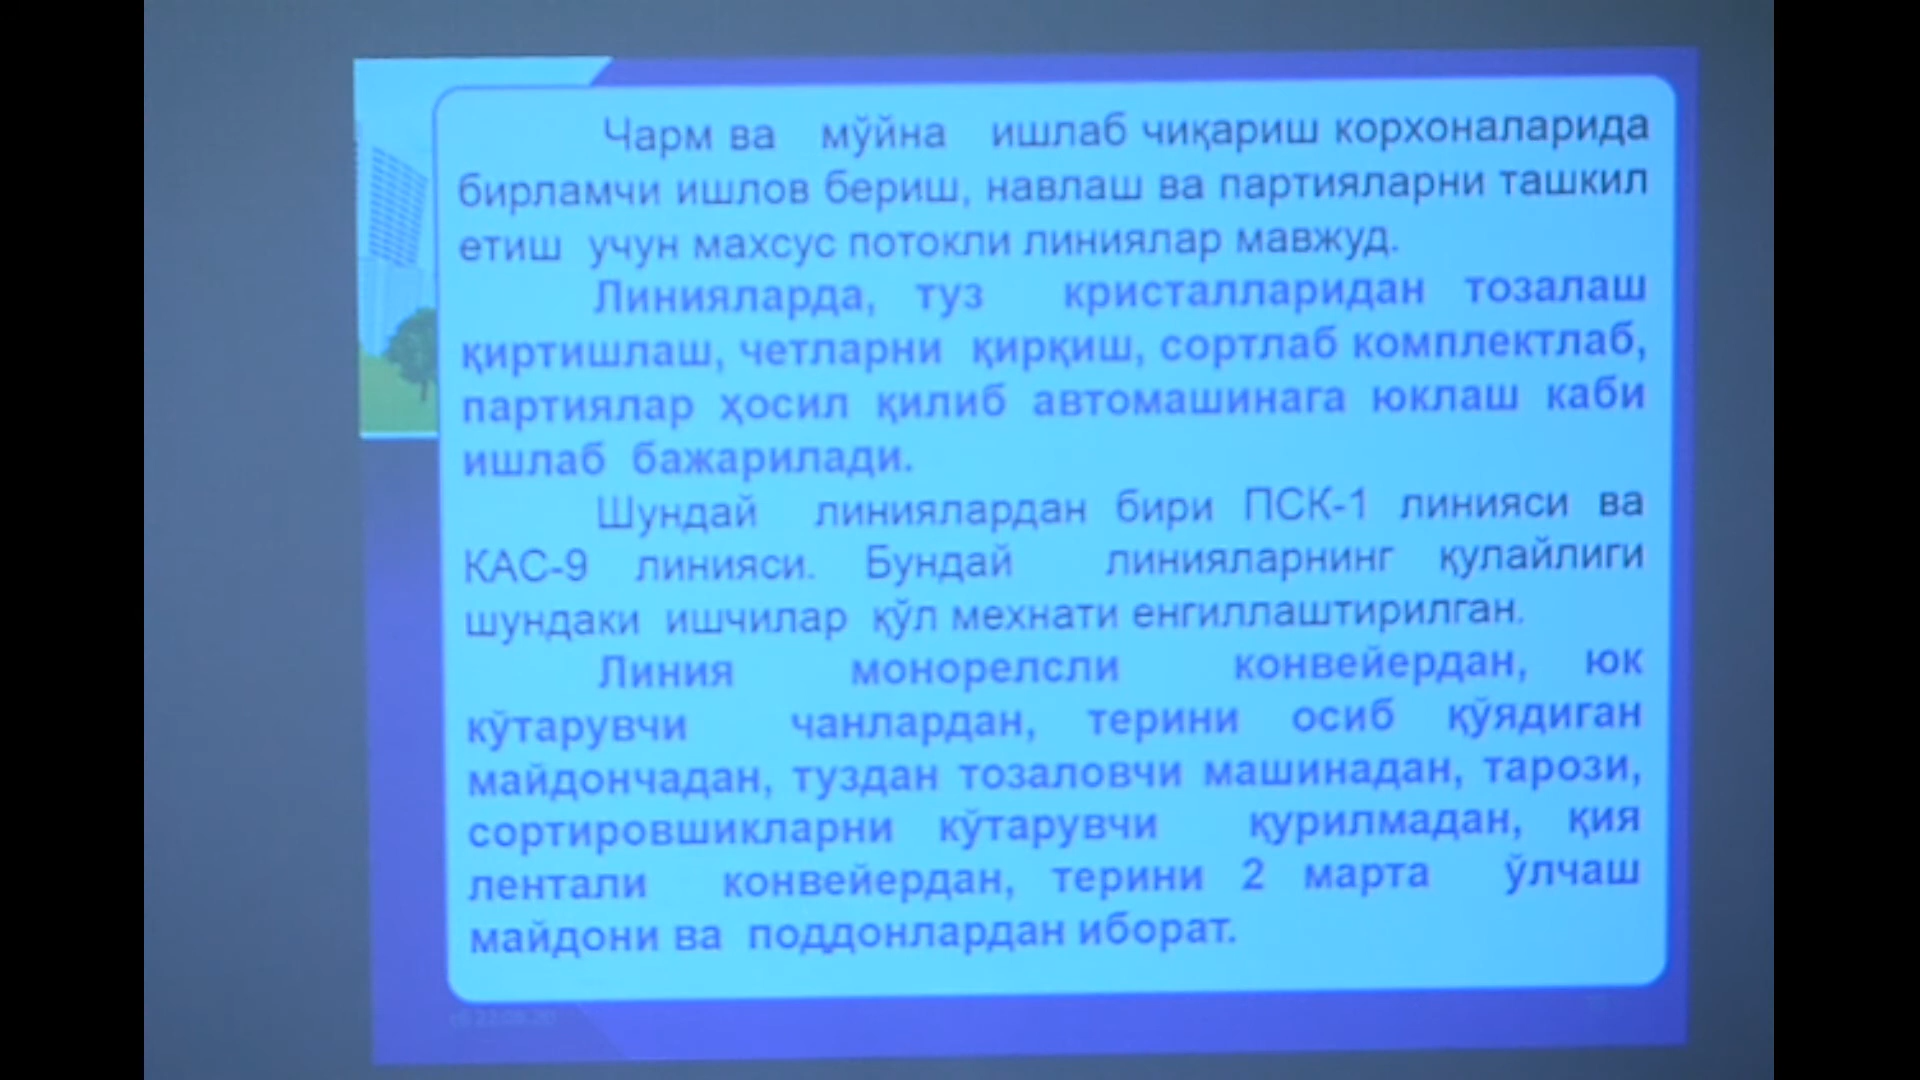 Чарм ва мўйна ишлаб чиқариш корхоналарида
бирламчи ишлов бериш, навлаш ва партияларни ташкил
етиш учун махсус потокли линиялар мавжуд.
Линияларда, туз кристалларидан тозалаш
қиртишлаш, четларни қирқиш, сортлаб комплектлаб,
партиялар ҳосил қилиб автомашинага юклаш каби
ишлаб бажарилади.
Шундай линиялардан бири ПСК-1 линияси ва
КАС-9 линияси. Бундай линияларнинг қулайлиги
шундаки ишчилар қўл мехнати енгиллаштирилган.
Линия монорелсли конвейердан, юк
кўтарувчи чанлардан, терини осиб қўядиган
майдончадан, туздан тозаловчи машинадан, тарози,
сортировшикларни кўтарувчи қурилмадан, қия
лентали конвейердан, терини 2 марта ўлчаш
майдони ва поддонлардан иборат.